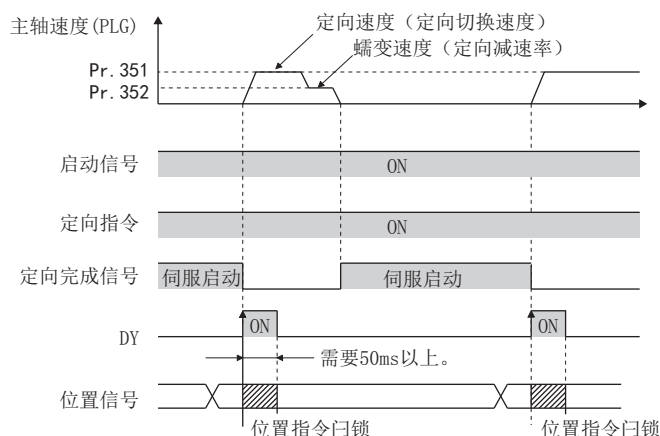 主轴速度(PLG)
定向速度（定向切换速度）
蠕变速度（定向减速率）
Pr.351
Pr.352
启动信号
ON
定向指令
ON
定向完成信号
伺服启动
伺服启动
DY
ON
ON
需要50ms以上。
位置信号
位置指令闩锁
位置指令闩锁